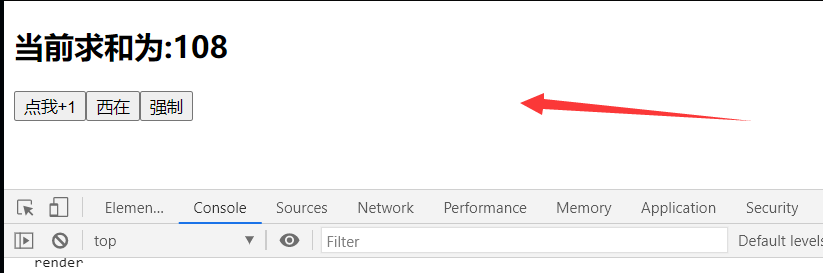 当前求和为:108
点我+1 西在 强制
Elemen... Console Sources Network Performance Memory Application Security
top Filter Default levels
render